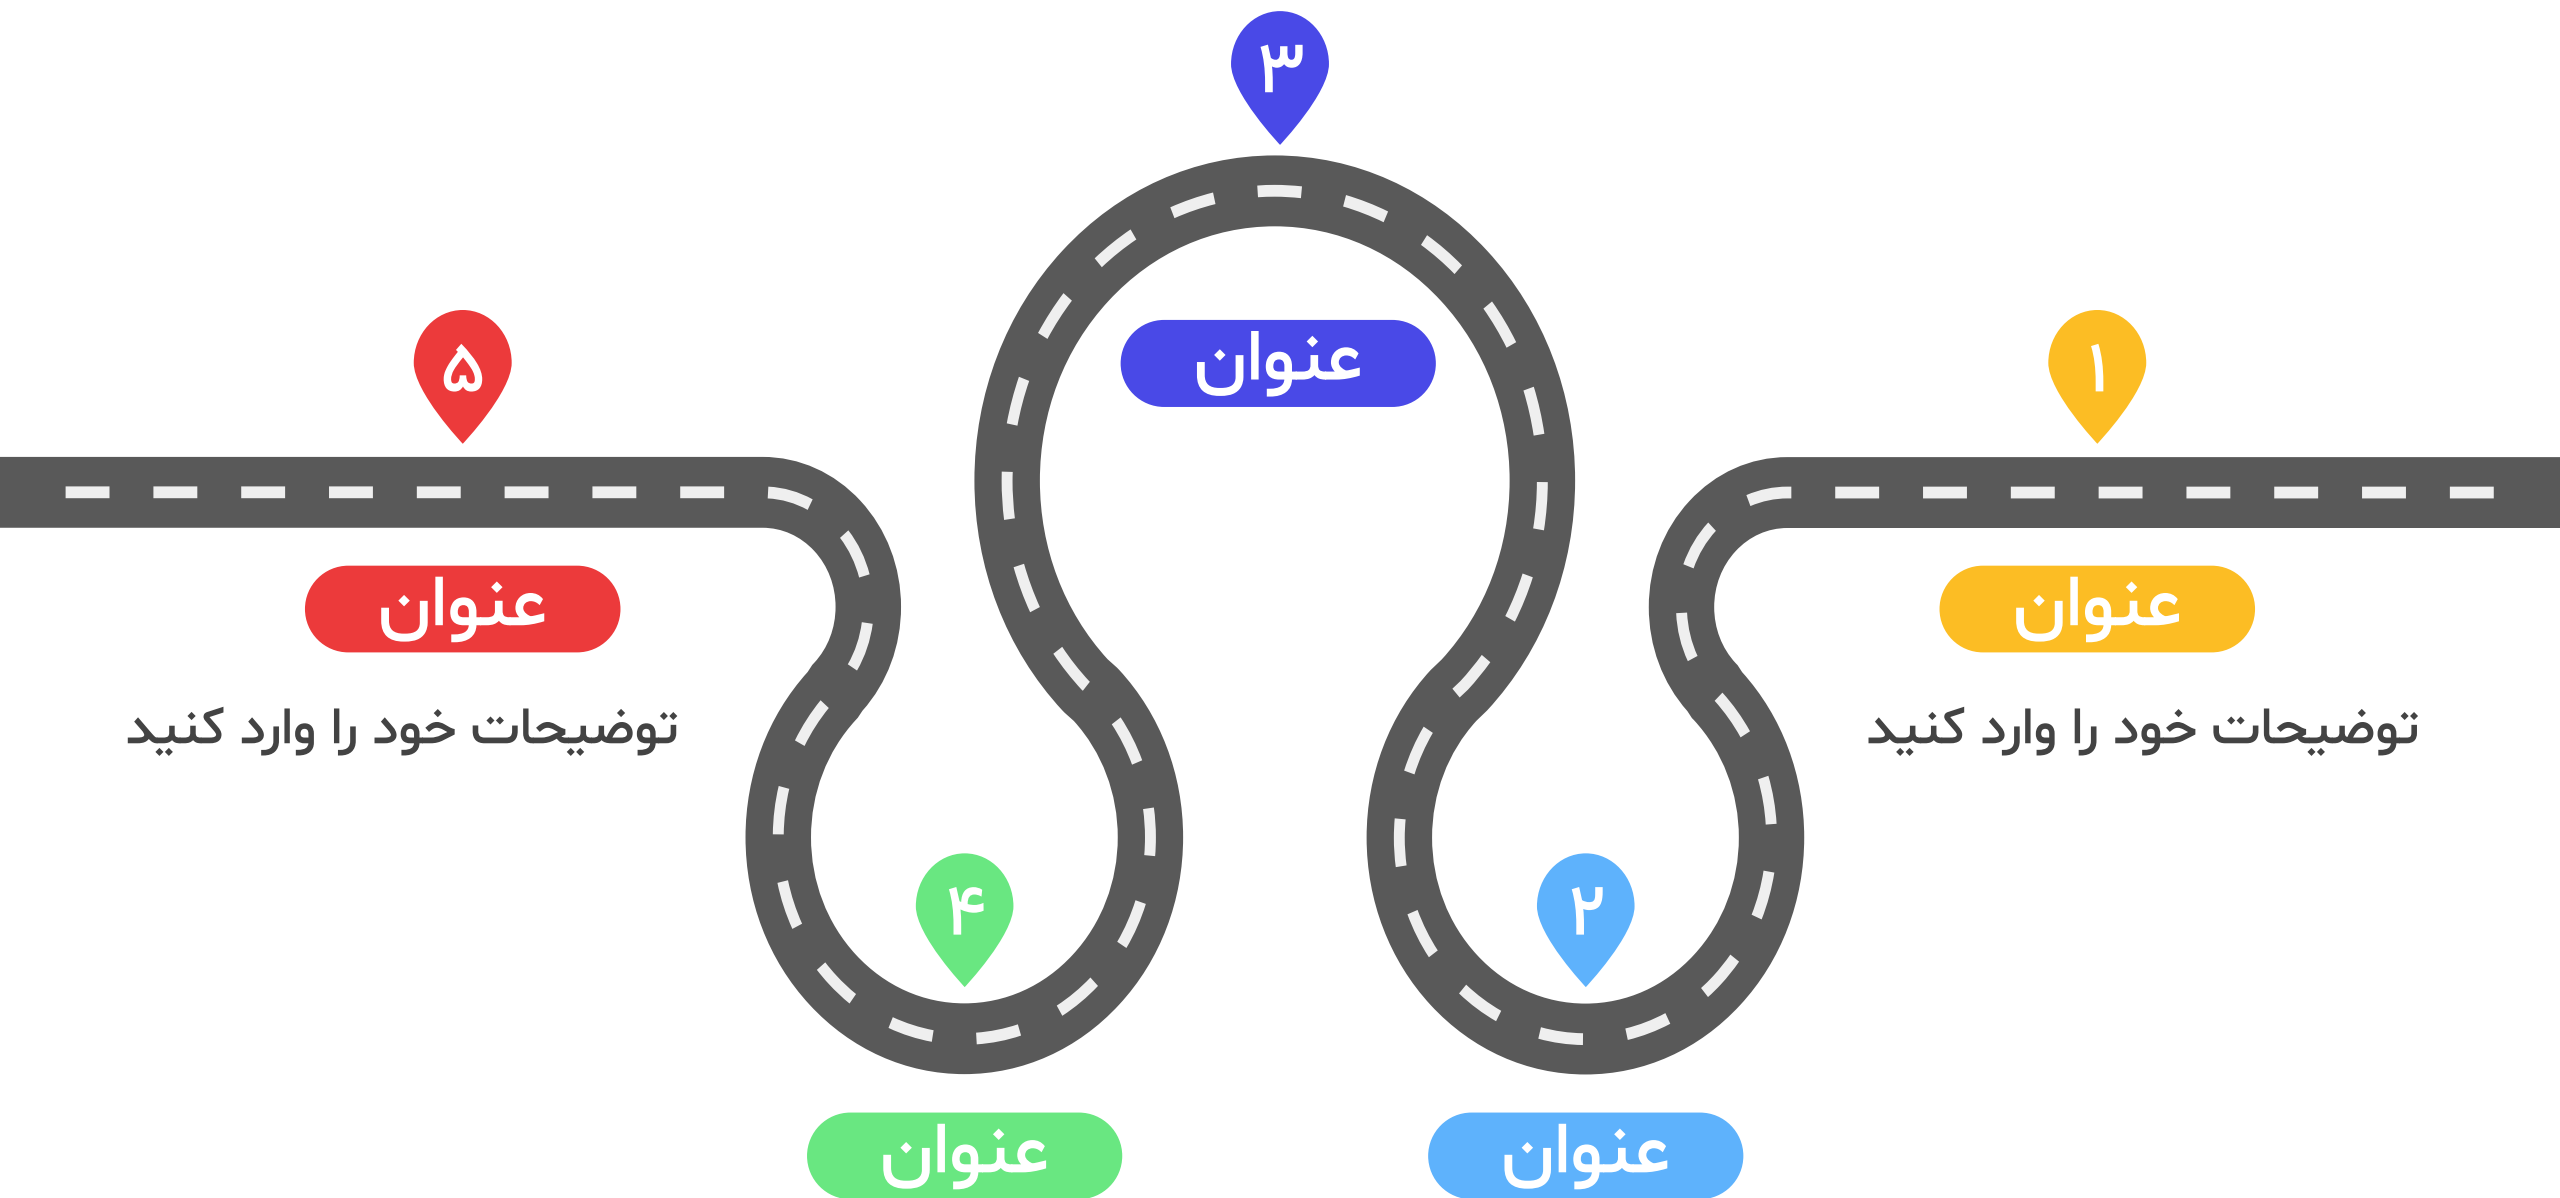 ۱
عنوان
توضیحات خود را وارد کنید
۲
عنوان
۳
عنوان
۴
عنوان
۵
عنوان
توضیحات خود را وارد کنید